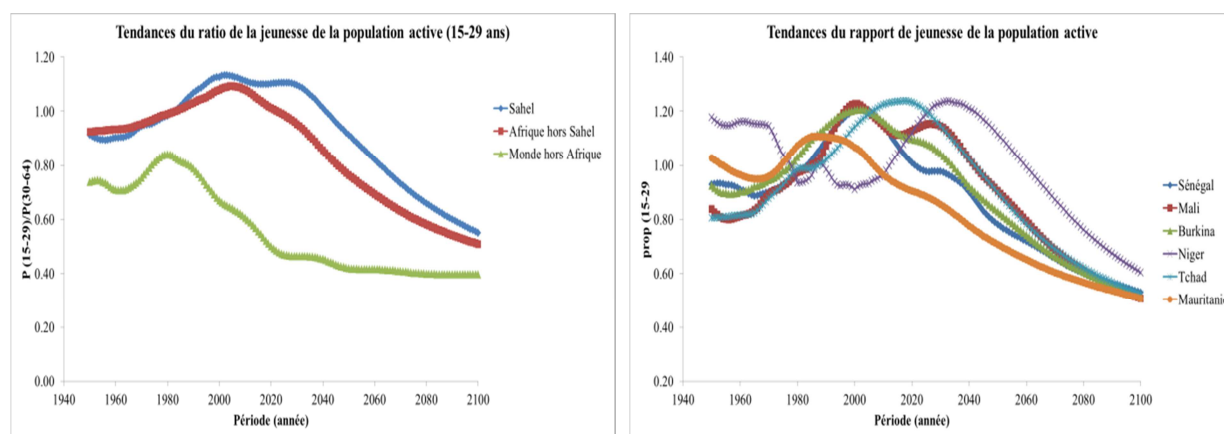 Tendances du ratio de la jeunesse de la population active (15-29 ans)
P (15-29)/P(30-64)
1.20
1.00
0.80
0.60
0.40
0.20
0.00
1940 1960 1980 2000 2020 2040 2060 2080 2100
Période (année)
Sahel
Afrique hors Sahel
Monde hors Afrique
Tendances du rapport de jeunesse de la population active
prop (15-29
1.40
1.20
1.00
0.80
0.60
0.40
0.20
1940 1960 1980 2000 2020 2040 2060 2080 2100
Période (année)
Sénégal
Mali
Burkina
Niger
Tchad
Mauritanie